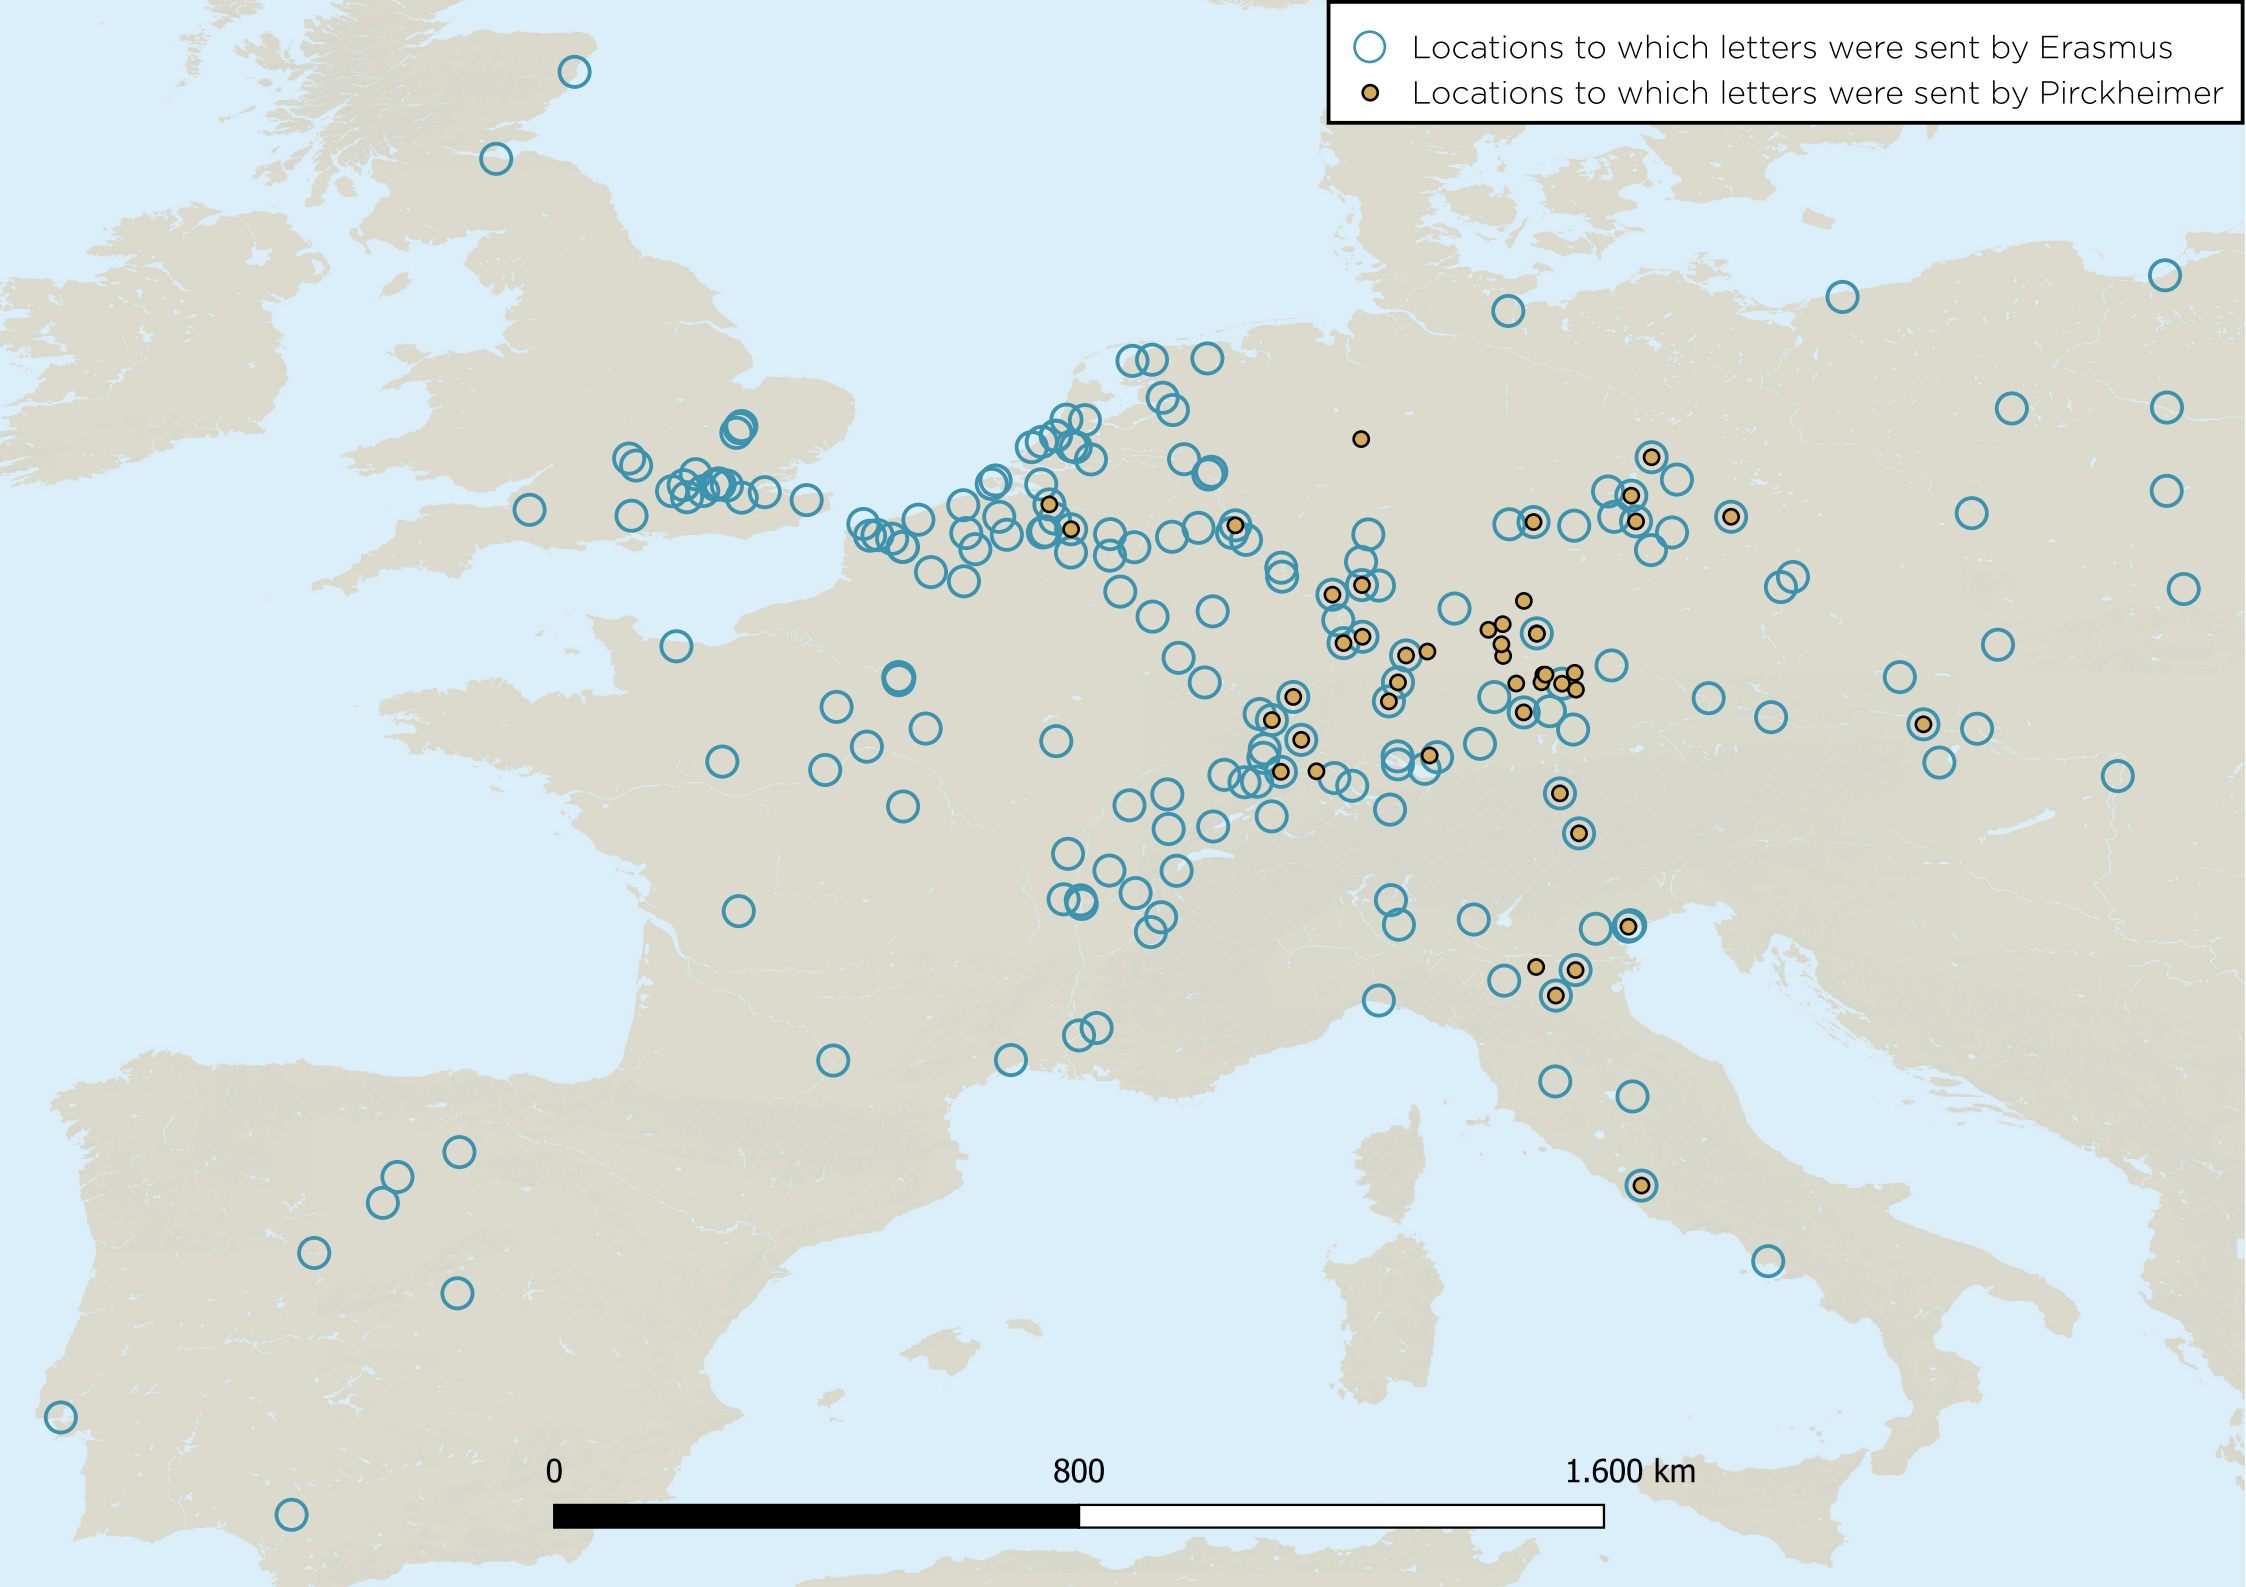 Locations to which letters were sent by Erasmus
Locations to which letters were sent by Pirckheimer
0 800 1.600 km